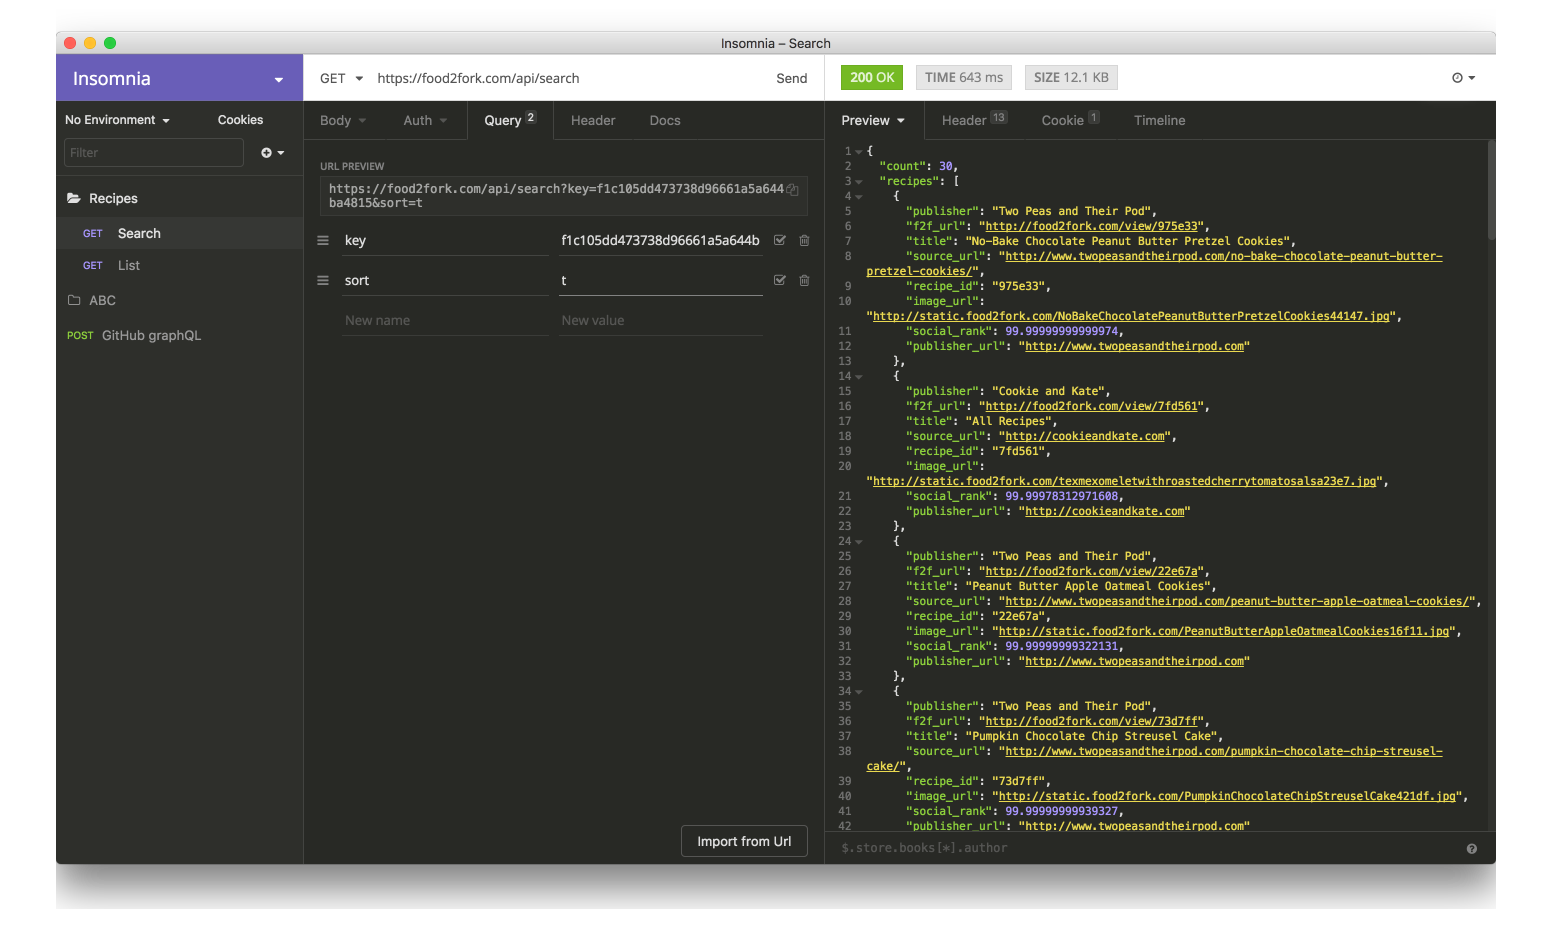 Insomnia – Search
Insomnia
GET https://food2fork.com/api/search Send
200 OK TIME 643 ms SIZE 12.1 KB
No Environment Cookies
Filter
Recipes
GET Search
GET List
ABC
POST GitHub graphQL
Body Auth Query 2 Header Docs
URL PREVIEW
https://food2fork.com/api/search?key=f1c105dd473738d96661a5a644
ba4815&sort=t
key f1c105dd473738d96661a5a644b
sort t
New name New value
Import from Url
Preview Header 13 Cookie 1 Timeline
1 {
2 "count": 30,
3 "recipes": [
4 {
5 "publisher": "Two Peas and Their Pod",
6 "f2f_url": "http://food2fork.com/view/975e33",
7 "title": "No-Bake Chocolate Peanut Butter Pretzel Cookies",
8 "source_url": "http://www.twopeasandtheirpod.com/no-bake-chocolate-peanut-butter-
pretzel-cookies/",
9 "recipe_id": "975e33",
10 "image_url":
"http://static.food2fork.com/NoBakeChocolatePeanutButterPretzelCookies44147.jpg",
11 "social_rank": 99.99999999999974,
12 "publisher_url": "http://www.twopeasandtheirpod.com"
13 },
14 {
15 "publisher": "Cookie and Kate",
16 "f2f_url": "http://food2fork.com/view/7fd561",
17 "title": "All Recipes",
18 "source_url": "http://cookieandkate.com",
19 "recipe_id": "7fd561",
20 "image_url":
"http://static.food2fork.com/texmexomeletwithroastedcherrytomatosalsa23e7.jpg",
21 "social_rank": 99.99978312971608,
22 "publisher_url": "http://cookieandkate.com"
23 },
24 {
25 "publisher": "Two Peas and Their Pod",
26 "f2f_url": "http://food2fork.com/view/22e67a",
27 "title": "Peanut Butter Apple Oatmeal Cookies",
28 "source_url": "http://www.twopeasandtheirpod.com/peanut-butter-apple-oatmeal-cookies/",
29 "recipe_id": "22e67a",
30 "image_url": "http://static.food2fork.com/PeanutButterAppleOatmealCookies16f11.jpg",
31 "social_rank": 99.99999999322131,
32 "publisher_url": "http://www.twopeasandtheirpod.com"
33 },
34 {
35 "publisher": "Two Peas and Their Pod",
36 "f2f_url": "http://food2fork.com/view/73d7ff",
37 "title": "Pumpkin Chocolate Chip Streusel Cake",
38 "source_url": "http://www.twopeasandtheirpod.com/pumpkin-chocolate-chip-streusel-
cake/",
39 "recipe_id": "73d7ff",
40 "image_url": "http://static.food2fork.com/PumpkinChocolateChipStreuselCake421df.jpg",
41 "social_rank": 99.99999999939327,
42 "publisher_url": "http://www.twopeasandtheirpod.com"
$.store.books[*].author